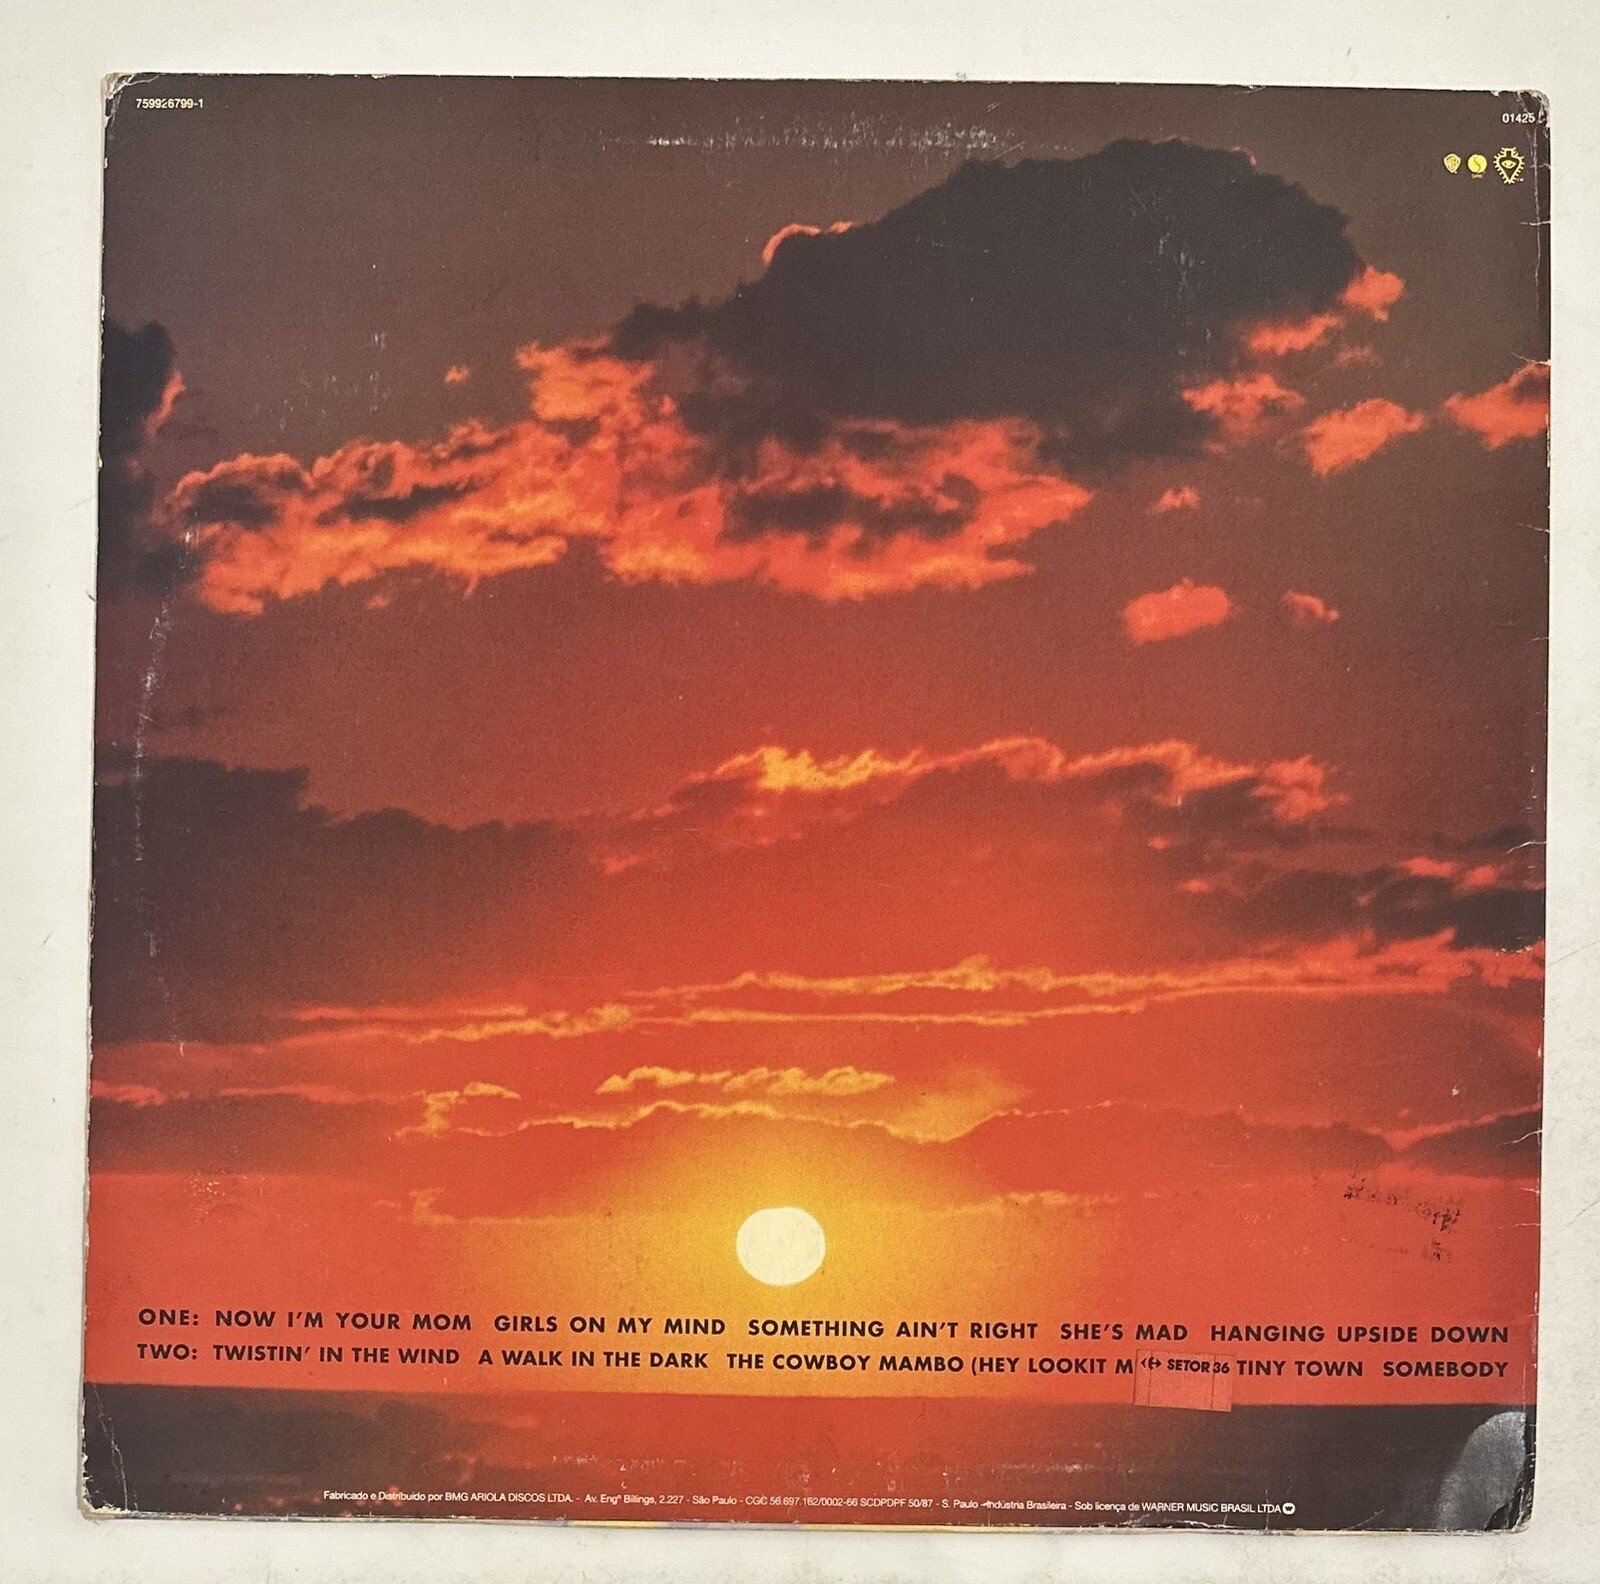 759926799-1
01425
ONE: NOW I'M YOUR MOM GIRLS ON MY MIND SOMETHING AIN'T RIGHT SHE'S MAD HANGING UPSIDE DOWN
TWO: TWISTIN' IN THE WIND A WALK IN THE DARK THE COWBOY MAMBO (HEY LOOKIT M SETOR 36 TINY TOWN SOMEBODY
Fabricado e Distribuído por BMG ARIOLA DISCOS LTDA. - Av. Engº Billings, 2.227 - São Paulo - CGC 56.697.162/0002-66 SCDPDPF 50/87 - S. Paulo - Indústria Brasileira - Sob licença de WARNER MUSIC BRASIL LTDA